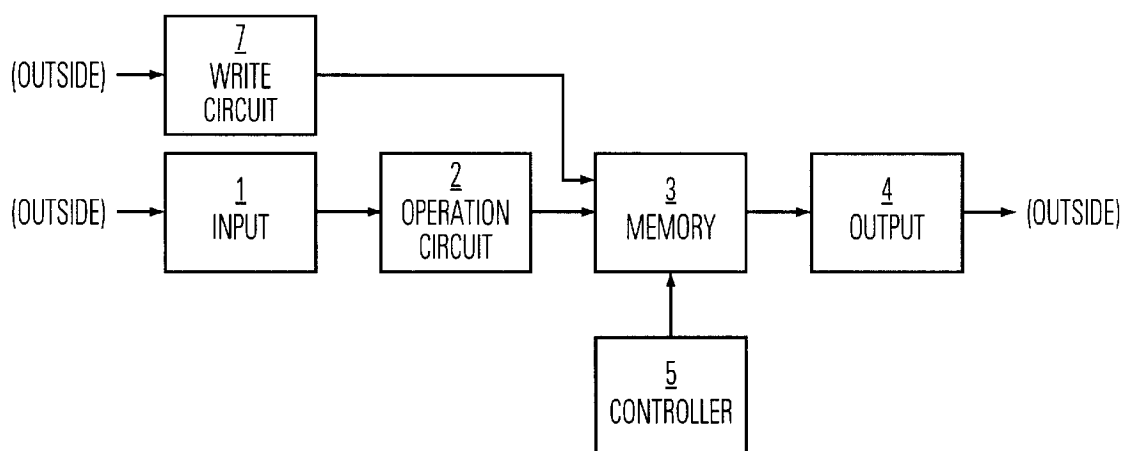 7
(OUTSIDE) WRITE
CIRCUIT
1 2 3 4
(OUTSIDE) INPUT OPERATION CIRCUIT MEMORY OUTPUT (OUTSIDE)
5
CONTROLLER